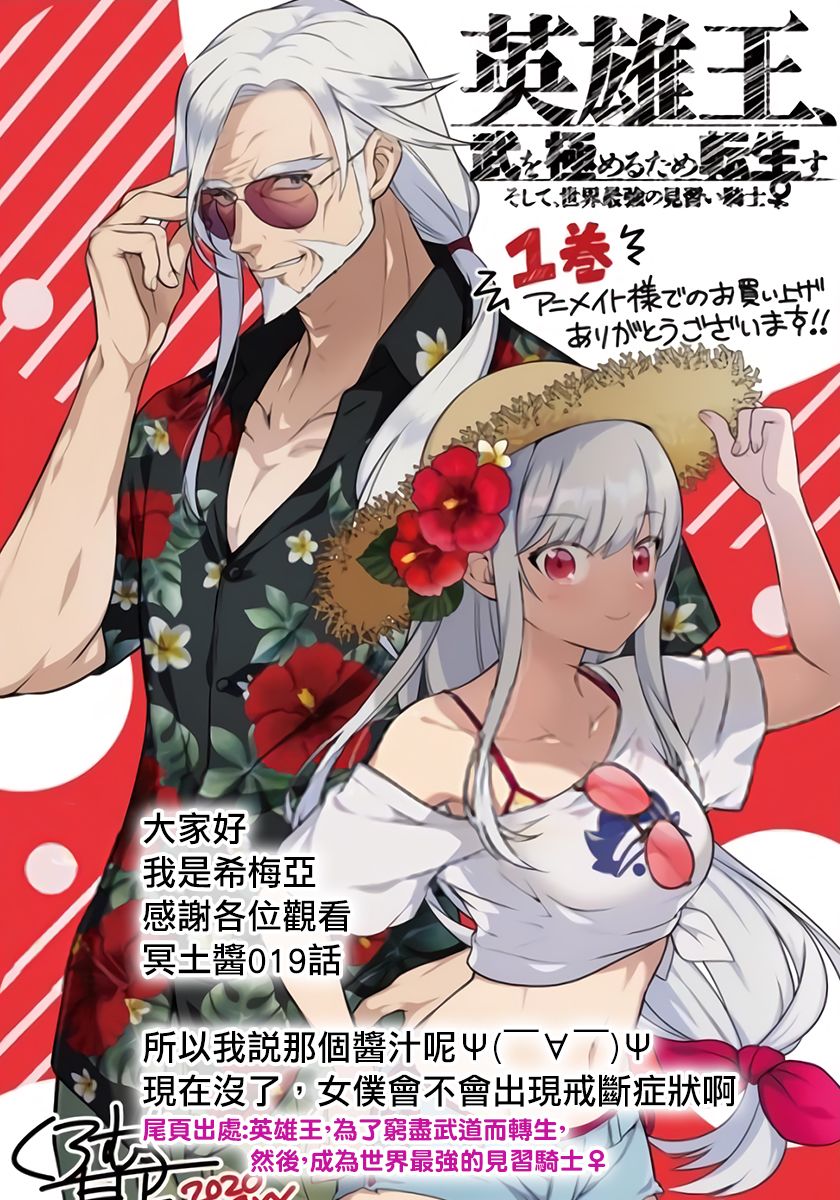 英雄王、
武を極めるため転生す
そして、世界最強の見習い騎士♀
1巻
アニメイト様でのお買い上げ
ありがとうございます!!
大家好
我是希梅亞
感謝各位觀看
冥土醬019話
所以我説那個醬汁呢Ψ(￣∀￣)Ψ
現在沒了，女僕會不會出現戒斷症狀啊
尾頁出處:英雄王,為了窮盡武道而轉生,
然後,成為世界最強的見習騎士♀
2020